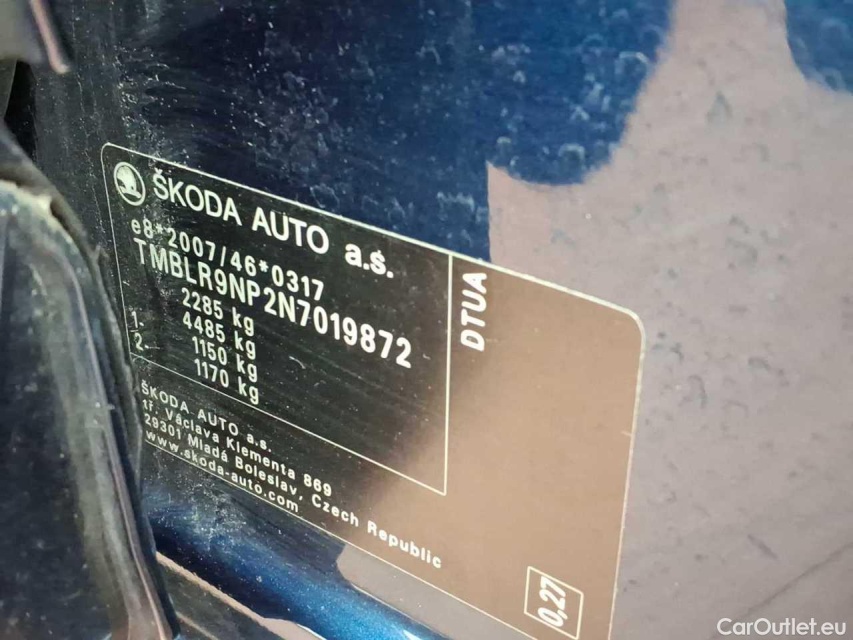 ŠKODA AUTO a.s.
e8*2007/46*0317
TMBLR9NP2N7019872
2285 kg
4485 kg
1. 1150 kg
2. 1170 kg
DTUA
ŠKODA AUTO a.s.
tř. Václava Klementa 869
29301 Mladá Boleslav, Czech Republic
www.skoda-auto.com
0,27
CarOutlet.eu